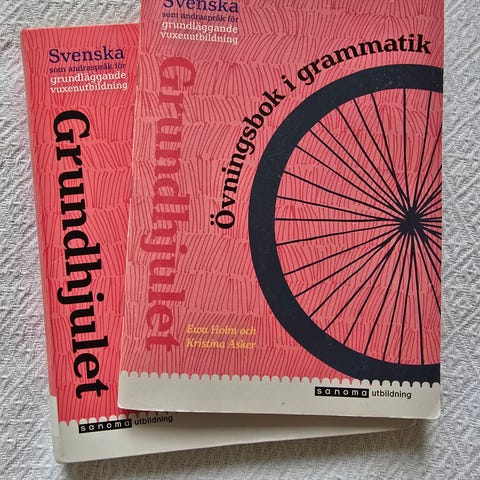 Svenska
som andraspråk för
grundläggande
vuxenutbildning
Grundhjulet
sanoma utbildning
Svenska
som andraspråk för
grundläggande
vuxenutbildning
Grundhjulet
Övningsbok i grammatik
Ewa Holm och
Kristina Asker
sanoma utbildning